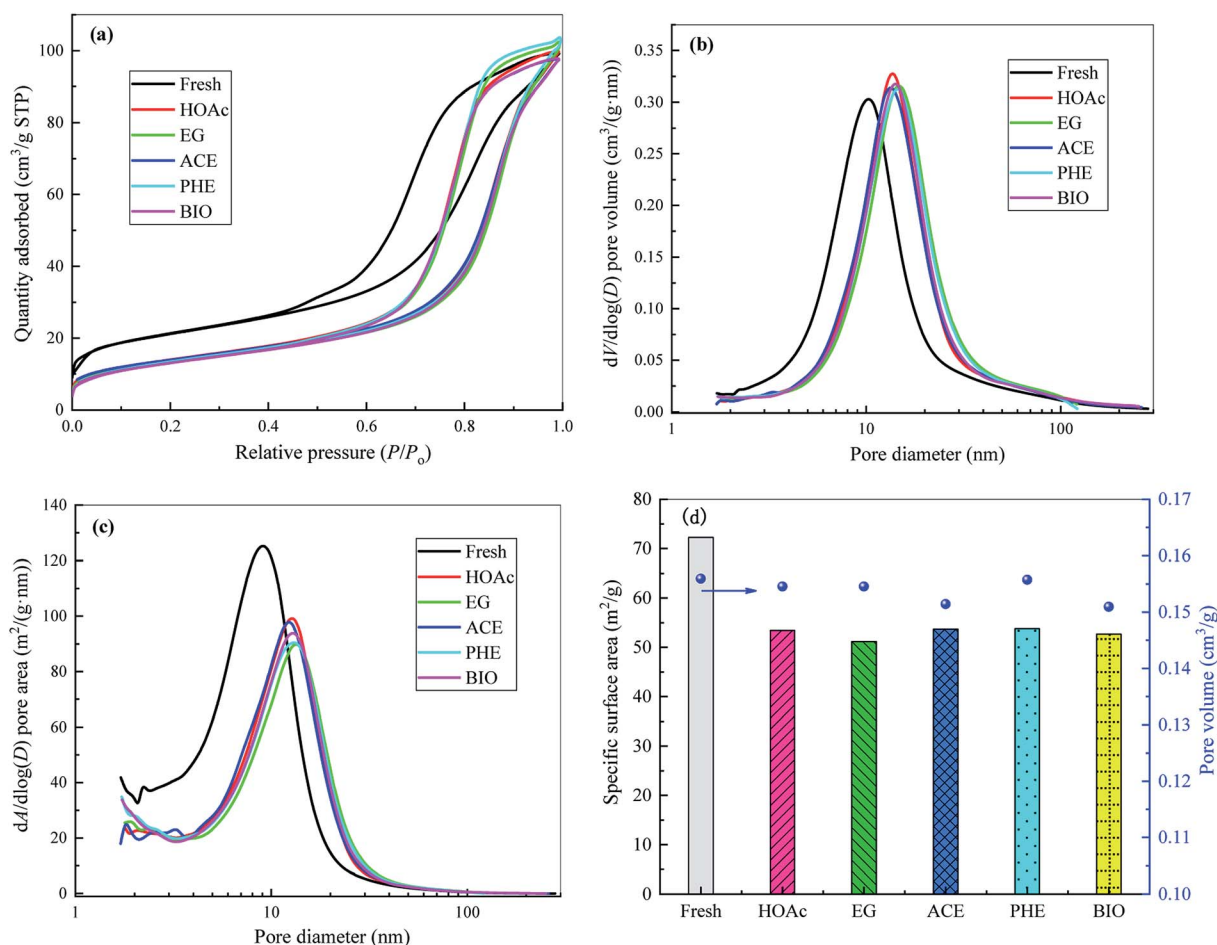 (a)
Fresh
HOAc
EG
ACE
PHE
BIO
Quantity adsorbed (cm³/g STP)
100
80
60
40
20
0
0.0 0.2 0.4 0.6 0.8 1.0
Relative pressure (P/Pₒ)
(b)
Fresh
HOAc
EG
ACE
PHE
BIO
dV/dlog(D) pore volume (cm³/(g·nm))
0.35
0.30
0.25
0.20
0.15
0.10
0.05
0.00
1 10 100
Pore diameter (nm)
(c)
Fresh
HOAc
EG
ACE
PHE
BIO
dA/dlog(D) pore area (m²/(g·nm))
140
120
100
80
60
40
20
0
1 10 100
Pore diameter (nm)
(d)
Specific surface area (m²/g)
80
70
60
50
40
30
20
10
0
Fresh HOAc EG ACE PHE BIO
0.17
0.16
0.15
0.14
0.13
0.12
0.11
0.10
Pore volume (cm³/g)